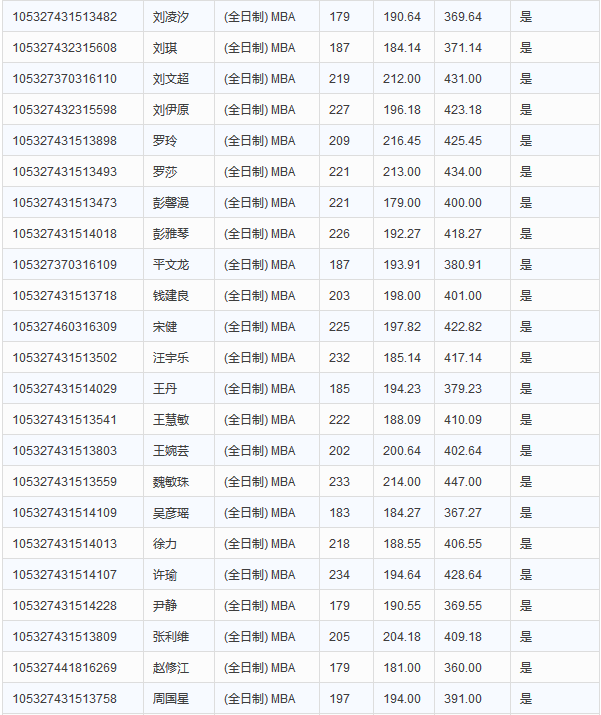 105327431513482 刘凌汐 (全日制) MBA 179 190.64 369.64 是
105327432315608 刘琪 (全日制) MBA 187 184.14 371.14 是
105327370316110 刘文超 (全日制) MBA 219 212.00 431.00 是
105327432315598 刘伊原 (全日制) MBA 227 196.18 423.18 是
105327431513898 罗玲 (全日制) MBA 209 216.45 425.45 是
105327431513493 罗莎 (全日制) MBA 221 213.00 434.00 是
105327431513473 彭馨漫 (全日制) MBA 221 179.00 400.00 是
105327431514018 彭雅琴 (全日制) MBA 226 192.27 418.27 是
105327370316109 平文龙 (全日制) MBA 187 193.91 380.91 是
105327431513718 钱建良 (全日制) MBA 203 198.00 401.00 是
105327460316309 宋健 (全日制) MBA 225 197.82 422.82 是
105327431513502 汪宇乐 (全日制) MBA 232 185.14 417.14 是
105327431514029 王丹 (全日制) MBA 185 194.23 379.23 是
105327431513541 王慧敏 (全日制) MBA 222 188.09 410.09 是
105327431513803 王婉芸 (全日制) MBA 202 200.64 402.64 是
105327431513559 魏敏珠 (全日制) MBA 233 214.00 447.00 是
105327431514109 吴彦瑶 (全日制) MBA 183 184.27 367.27 是
105327431514013 徐力 (全日制) MBA 218 188.55 406.55 是
105327431514107 许瑜 (全日制) MBA 234 194.64 428.64 是
105327431514228 尹静 (全日制) MBA 179 190.55 369.55 是
105327431513809 张利维 (全日制) MBA 205 204.18 409.18 是
105327441816269 赵修江 (全日制) MBA 179 181.00 360.00 是
105327431513758 周国星 (全日制) MBA 197 194.00 391.00 是